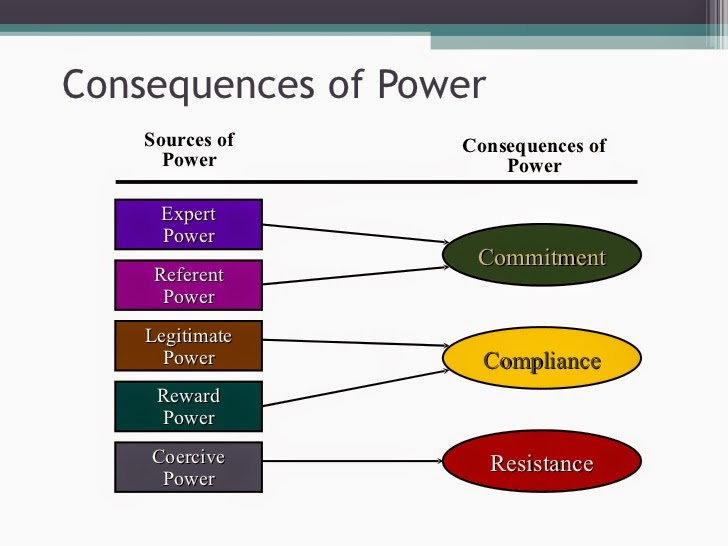 Consequences of Power
Sources of
Power
Consequences of
Power
Expert
Power
Referent
Power
Legitimate
Power
Reward
Power
Coercive
Power
Commitment
Compliance
Resistance